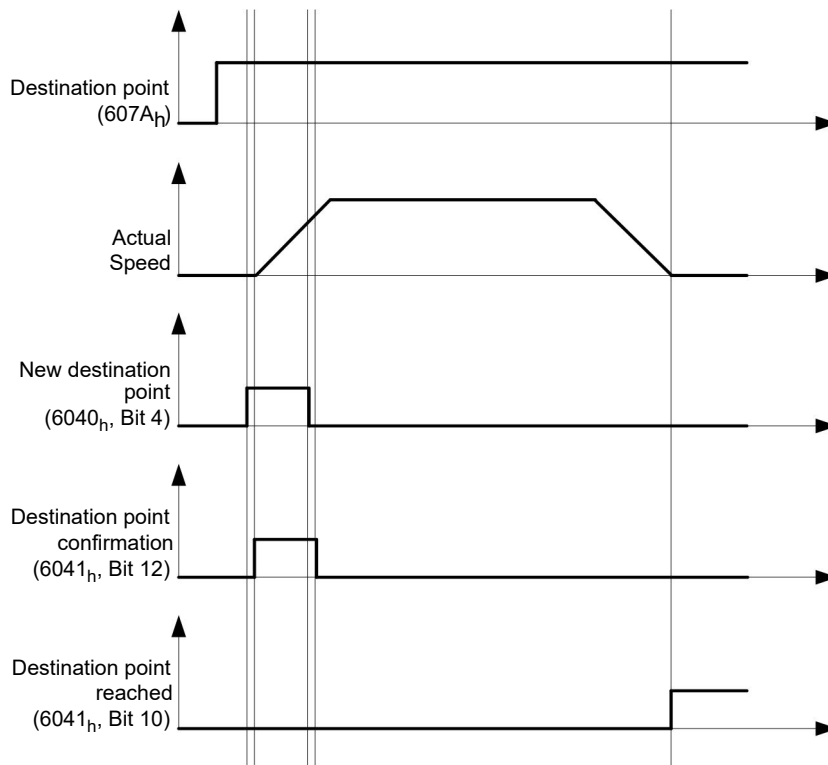 Destination point
(607Ah)
Actual
Speed
New destination
point
(6040h, Bit 4)
Destination point
confirmation
(6041h, Bit 12)
Destination point
reached
(6041h, Bit 10)